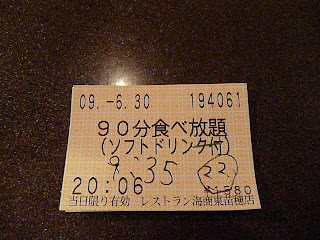 09.-6.30 194061
90分食べ放題
(ソフトドリンク付)
9:35 22
20:06 ¥1580
当日限り有効 レストラン海商東苗穂店